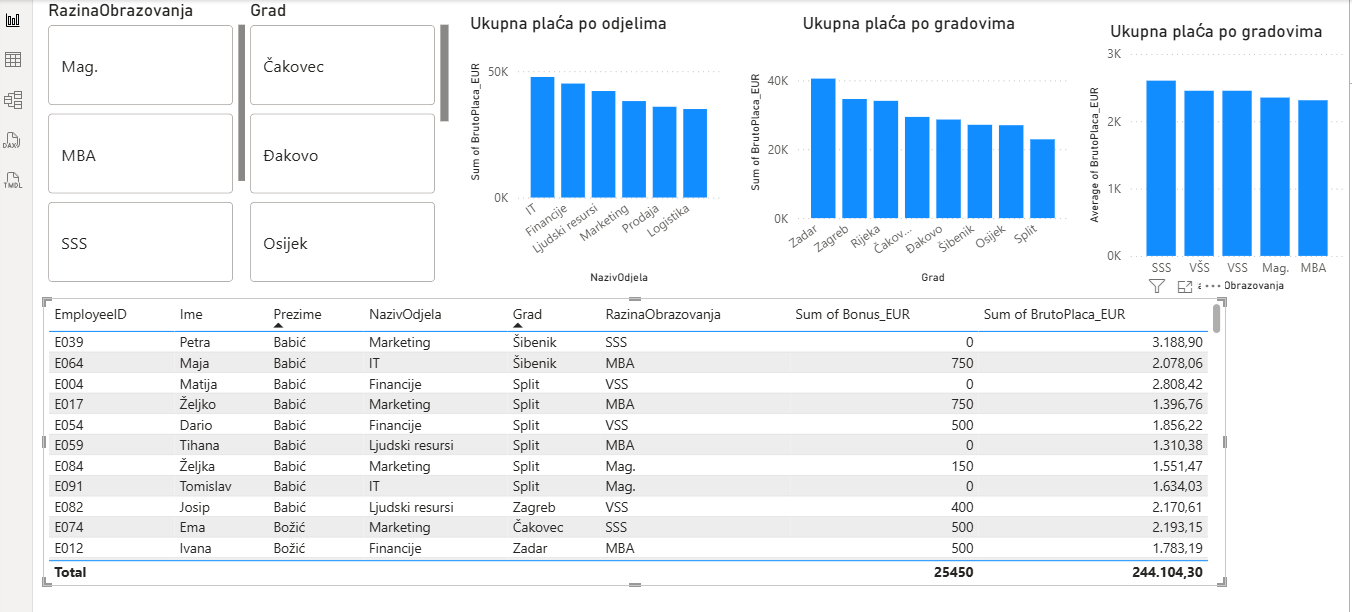 RazinaObrazovanja
Mag.
MBA
SSS
Grad
Čakovec
Đakovo
Osijek
DAX
TMDL
Ukupna plaća po odjelima
Sum of BrutoPlaca_EUR
50K
0K
IT
Financije
Ljudski resursi
Marketing
Prodaja
Logistika
NazivOdjela
Ukupna plaća po gradovima
Sum of BrutoPlaca_EUR
40K
20K
0K
Zadar
Zagreb
Rijeka
Čakov...
Đakovo
Šibenik
Osijek
Split
Grad
Ukupna plaća po gradovima
Average of BrutoPlaca_EUR
3K
2K
1K
0K
SSS VŠS VSS Mag. MBA
Obrazovanja
EmployeeID Ime Prezime NazivOdjela Grad RazinaObrazovanja Sum of Bonus_EUR Sum of BrutoPlaca_EUR
E039 Petra Babić Marketing Šibenik SSS 0 3.188,90
E064 Maja Babić IT Šibenik MBA 750 2.078,06
E004 Matija Babić Financije Split VSS 0 2.808,42
E017 Željko Babić Marketing Split MBA 750 1.396,76
E054 Dario Babić Financije Split VSS 500 1.856,22
E059 Tihana Babić Ljudski resursi Split MBA 0 1.310,38
E084 Željka Babić Marketing Split Mag. 150 1.551,47
E091 Tomislav Babić IT Split Mag. 0 1.634,03
E082 Josip Babić Ljudski resursi Zagreb VSS 400 2.170,61
E074 Ema Božić Marketing Čakovec SSS 500 2.193,15
E012 Ivana Božić Financije Zadar MBA 500 1.783,19
Total 25450 244.104,30